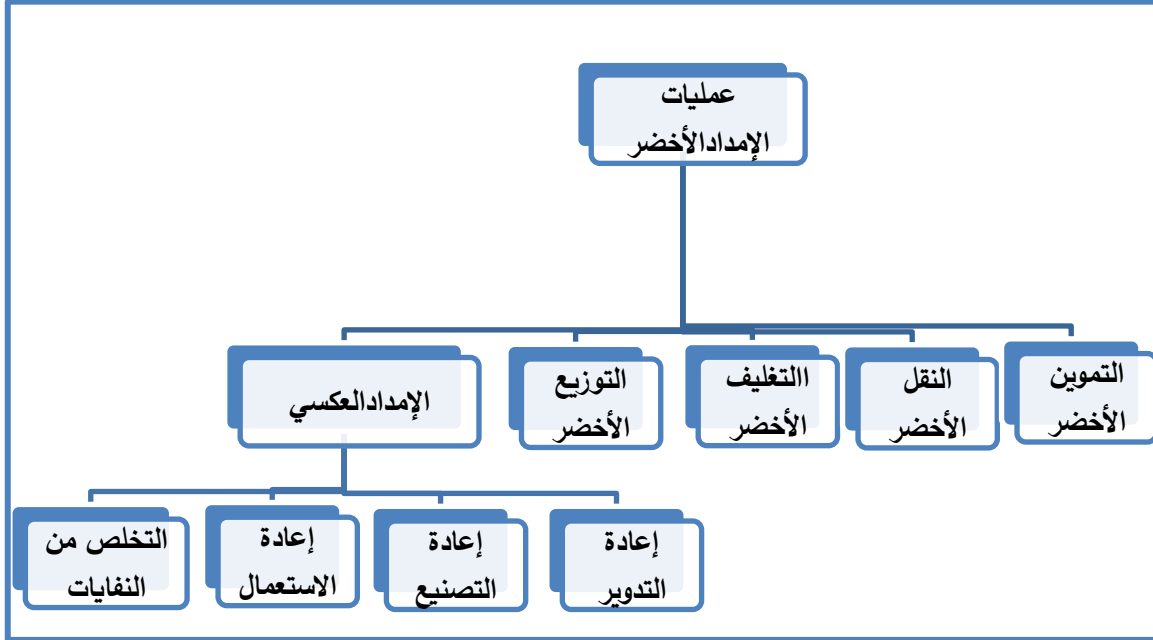 عمليات
الإمدادالأخضر
التموين
الأخضر
النقل
الأخضر
االتغليف
الأخضر
التوزيع
الأخضر
الإمدادالعكسي
إعادة
التدوير
إعادة
التصنيع
إعادة
الاستعمال
التخلص من
النفايات